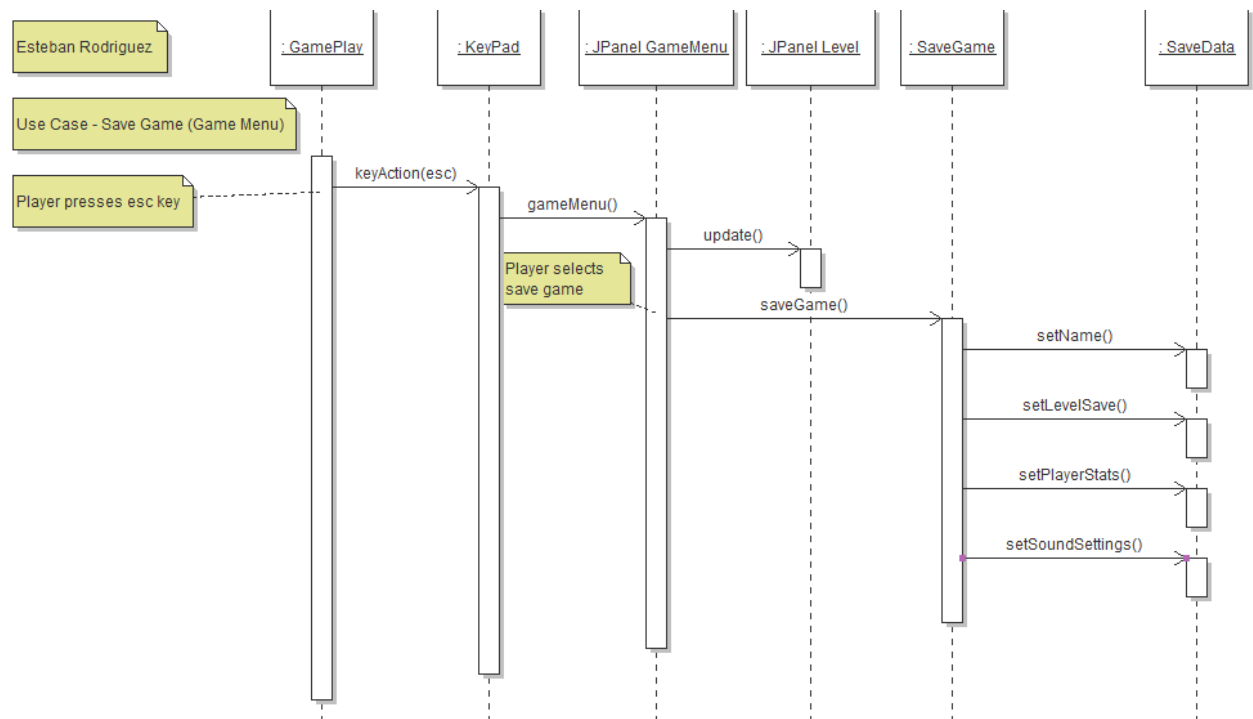 Esteban Rodriguez
: GamePlay
: KeyPad
: JPanel GameMenu
: JPanel Level
: SaveGame
: SaveData
Use Case - Save Game (Game Menu)
Player presses esc key
keyAction(esc)
gameMenu()
update()
Player selects
save game
saveGame()
setName()
setLevelSave()
setPlayerStats()
setSoundSettings()